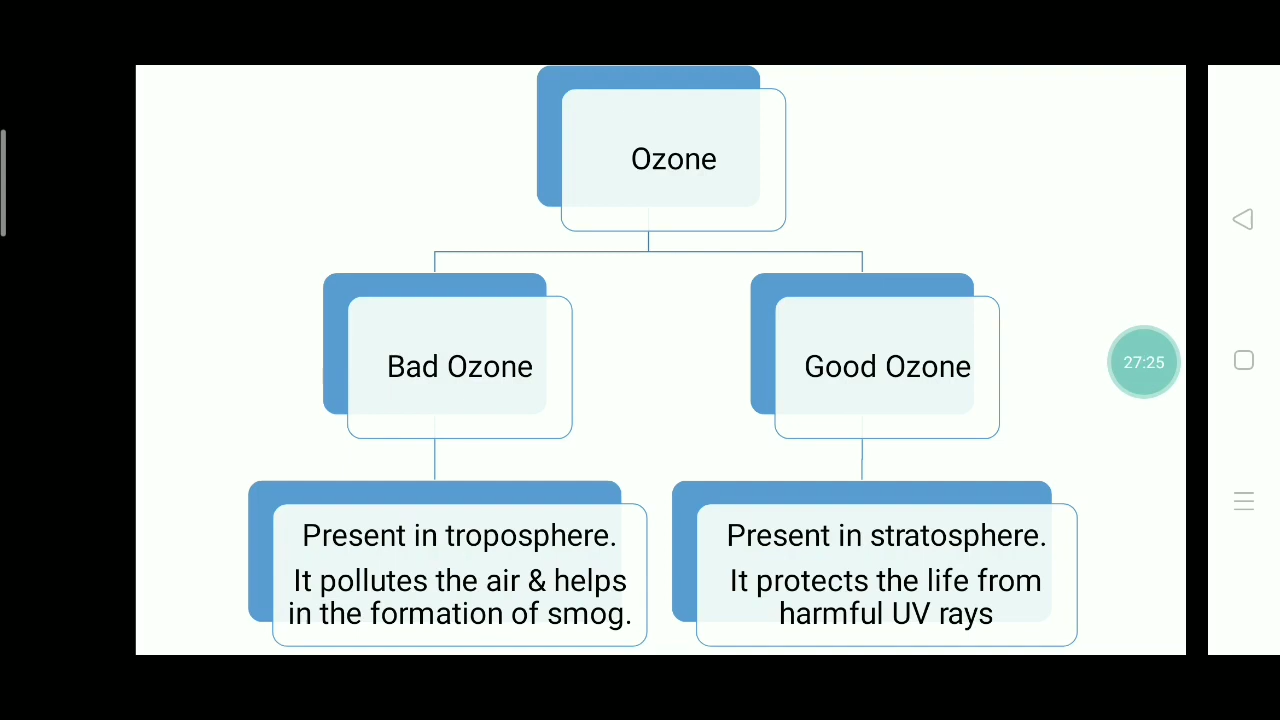 Ozone
Bad Ozone
Good Ozone
Present in troposphere.
It pollutes the air & helps
in the formation of smog.
Present in stratosphere.
It protects the life from
harmful UV rays
27:25